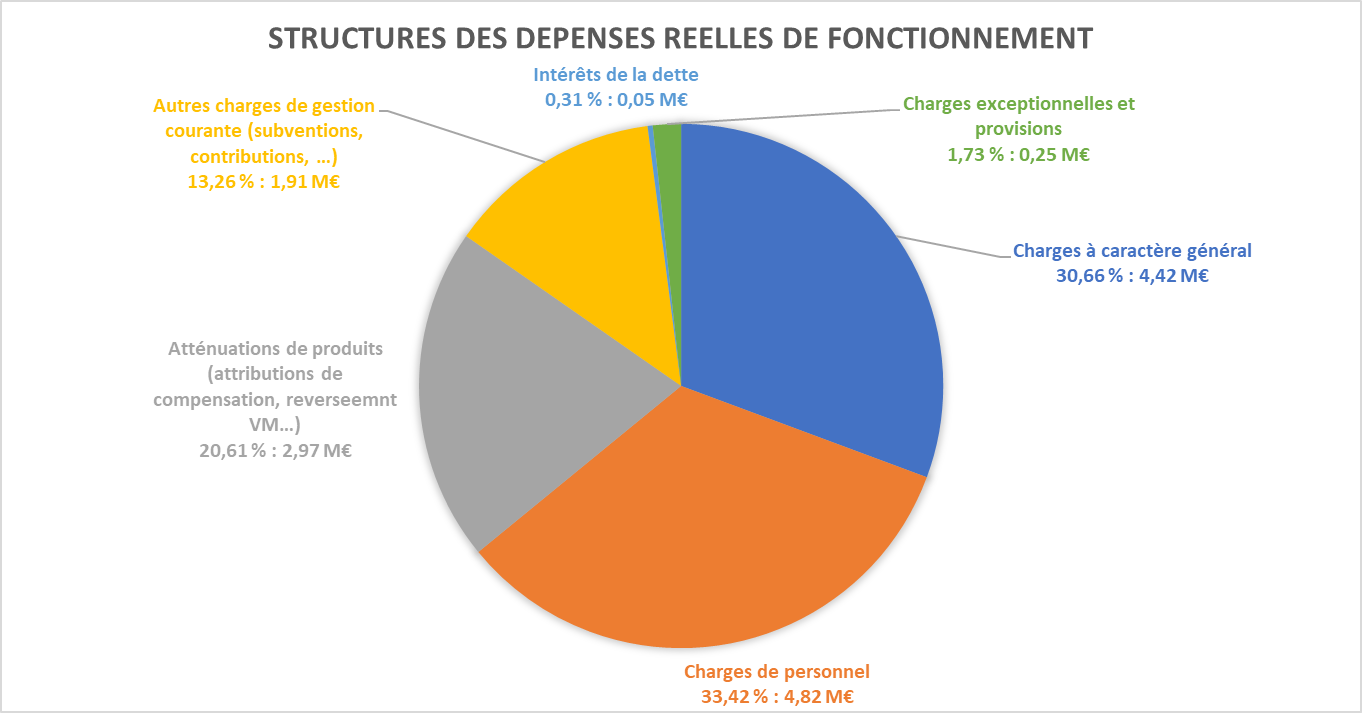 STRUCTURES DES DEPENSES REELLES DE FONCTIONNEMENT
Intérêts de la dette
0,31 % : 0,05 M€
Autres charges de gestion
courante (subventions,
contributions, …)
13,26 % : 1,91 M€
Charges exceptionnelles et
provisions
1,73 % : 0,25 M€
Charges à caractère général
30,66 % : 4,42 M€
Atténuations de produits
(attributions de
compensation, reverseemnt
VM…)
20,61 % : 2,97 M€
Charges de personnel
33,42 % : 4,82 M€